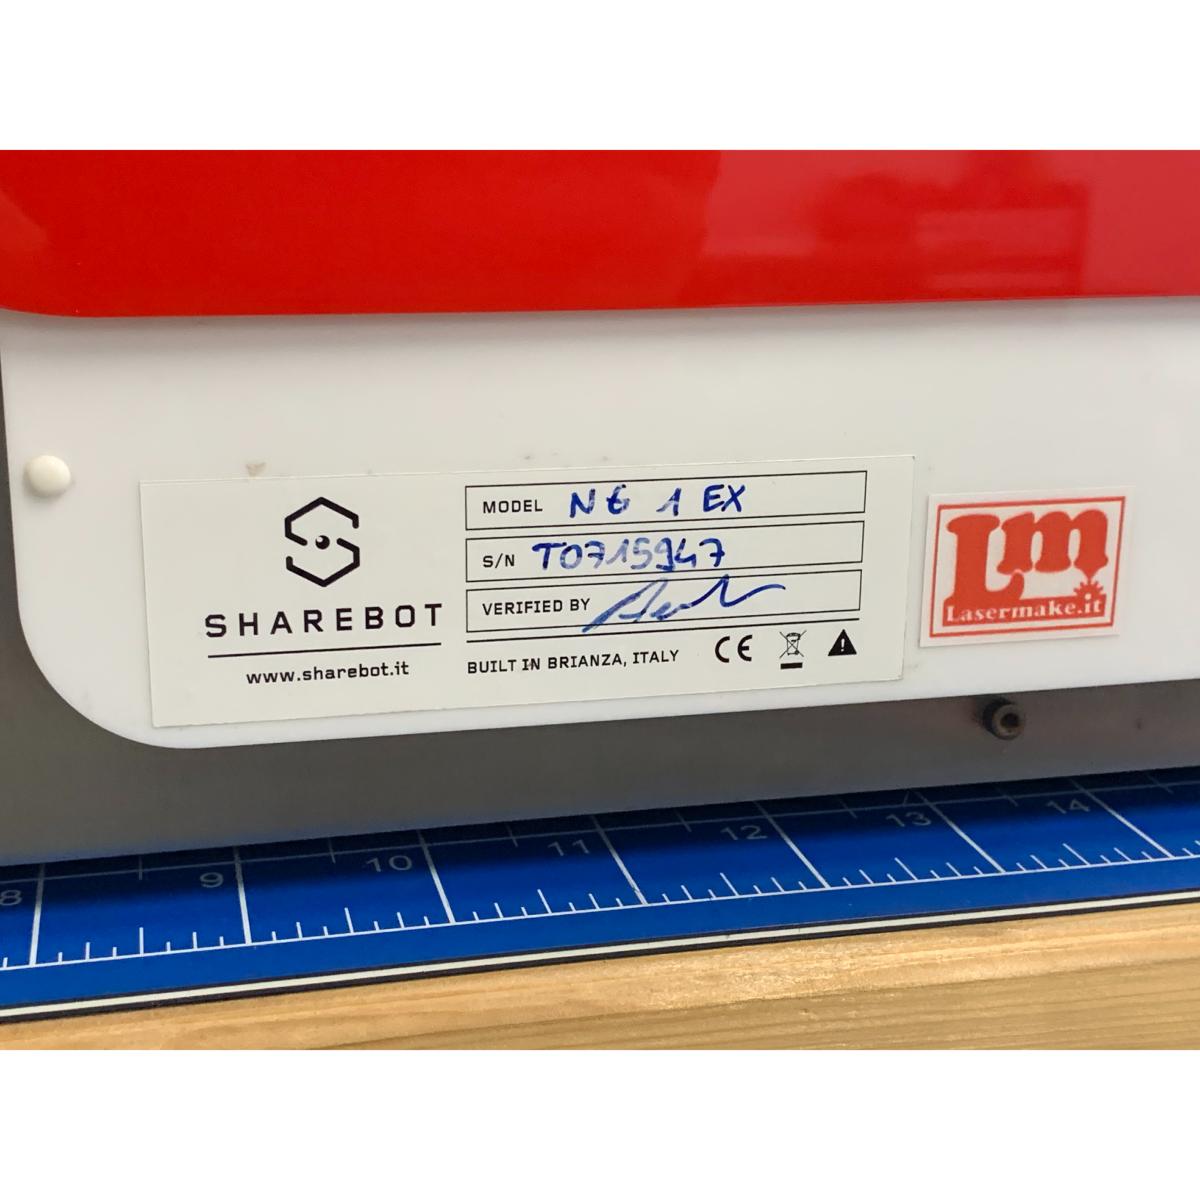 SHAREBOT
www.sharebot.it
MODEL NG 1 EX
S/N T0715947
VERIFIED BY
BUILT IN BRIANZA, ITALY CE
Lm
Lasermake.it
8 9 10 11 12 13 14